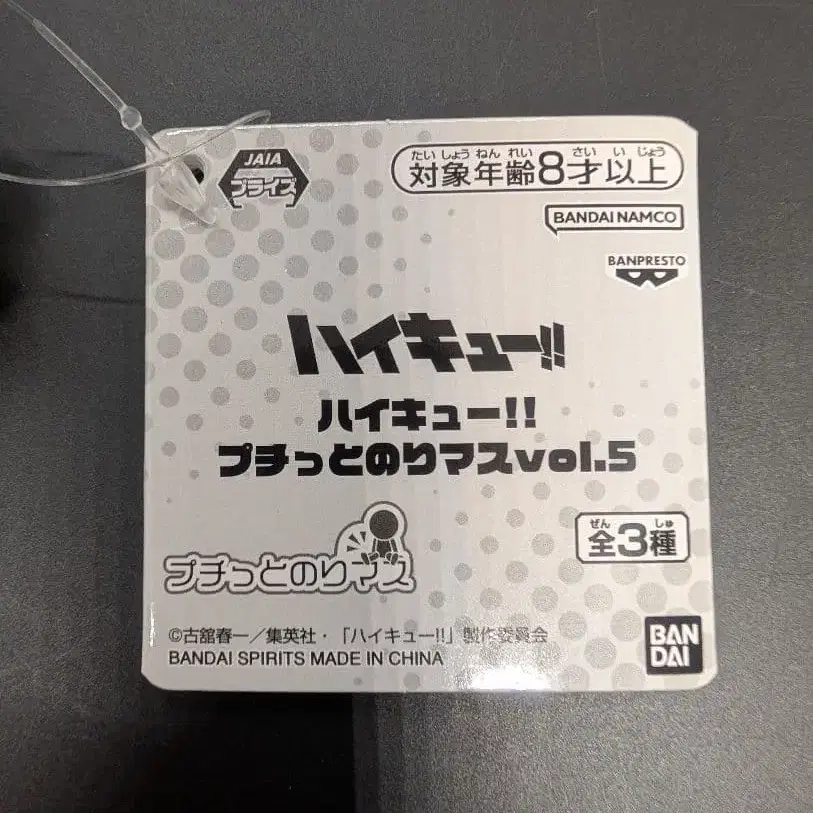 JAIA
プライズ
たいしょうねんれい さいいじょう
対象年齢8才以上
BANDAI NAMCO
BANPRESTO
ハイキュー!!
ハイキュー!!
プチっとのりマスvol.5
ぜん しゅ
全3種
プチっとのりマス
©古舘春一／集英社・「ハイキュー!!」製作委員会
BANDAI SPIRITS MADE IN CHINA
BAN
DAI